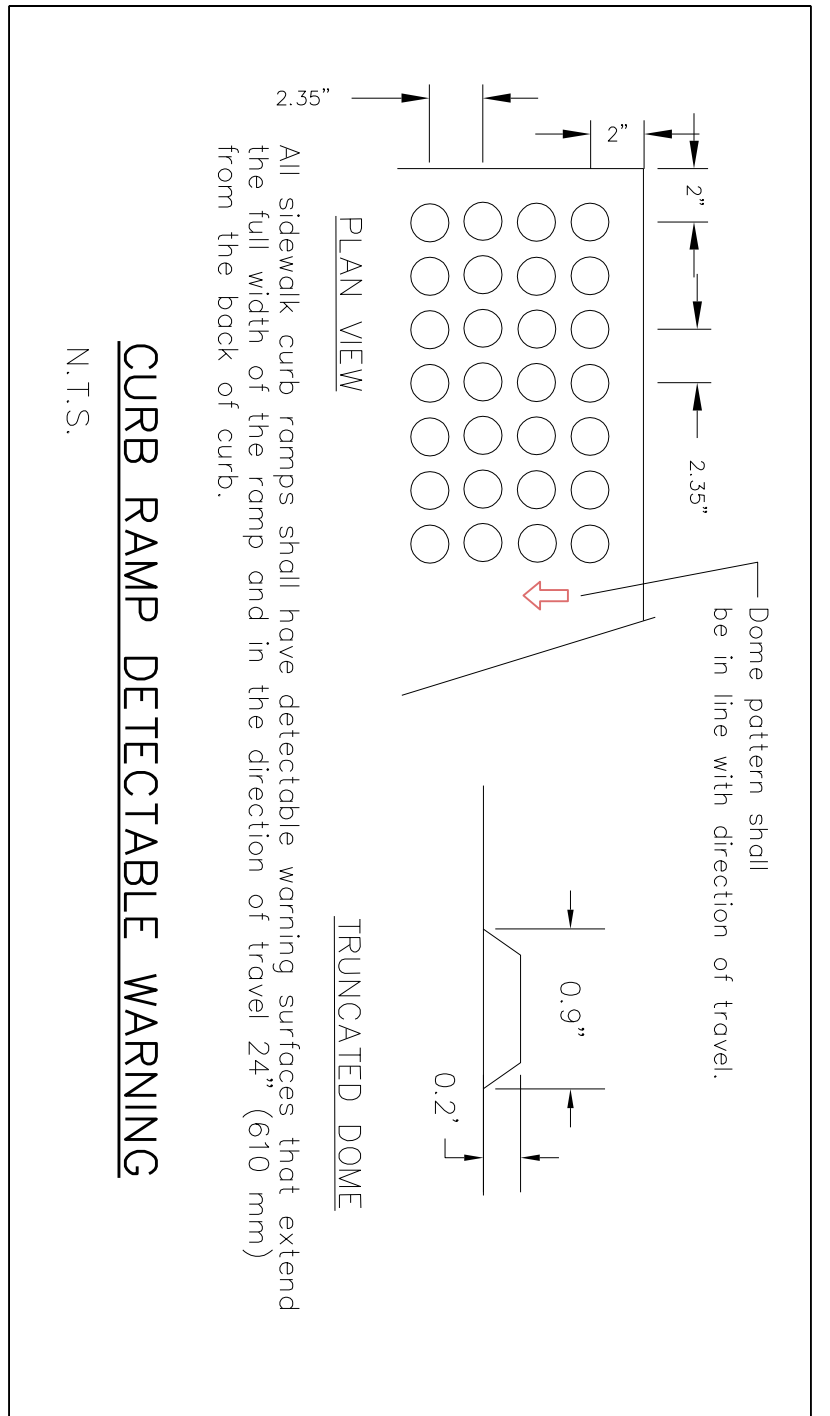 Dome pattern shall
be in line with direction of travel.
2"
2.35"
2"
2.35"
0.9"
0.2'
PLAN VIEW
TRUNCATED DOME
All sidewalk curb ramps shall have detectable warning surfaces that extend
the full width of the ramp and in the direction of travel 24" (610 mm)
from the back of curb.
CURB RAMP DETECTABLE WARNING
N.T.S.